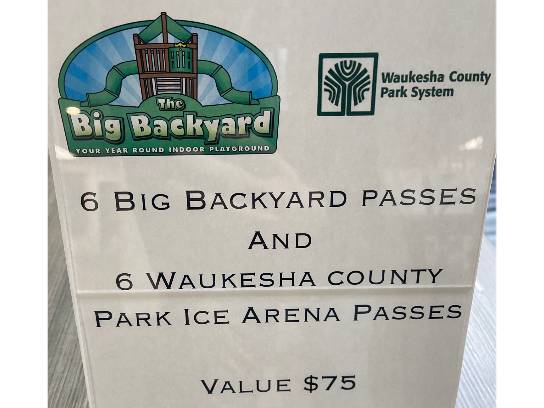 The
Big Backyard
YOUR YEAR ROUND INDOOR PLAYGROUND
Waukesha County
Park System
6 BIG BACKYARD PASSES
AND
6 WAUKESHA COUNTY
PARK ICE ARENA PASSES
VALUE $75